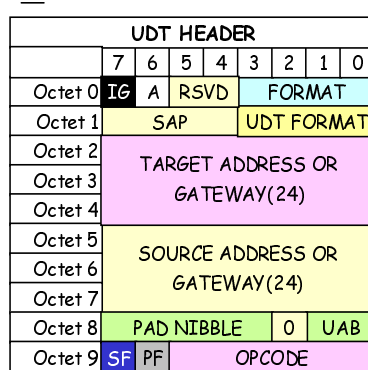 UDT HEADER
7 6 5 4 3 2 1 0
Octet 0 IG A RSVD FORMAT
Octet 1 SAP UDT FORMAT
Octet 2
Octet 3
Octet 4
TARGET ADDRESS OR
GATEWAY(24)
Octet 5
Octet 6
Octet 7
SOURCE ADDRESS OR
GATEWAY(24)
Octet 8 PAD NIBBLE 0 UAB
Octet 9 SF PF OPCODE